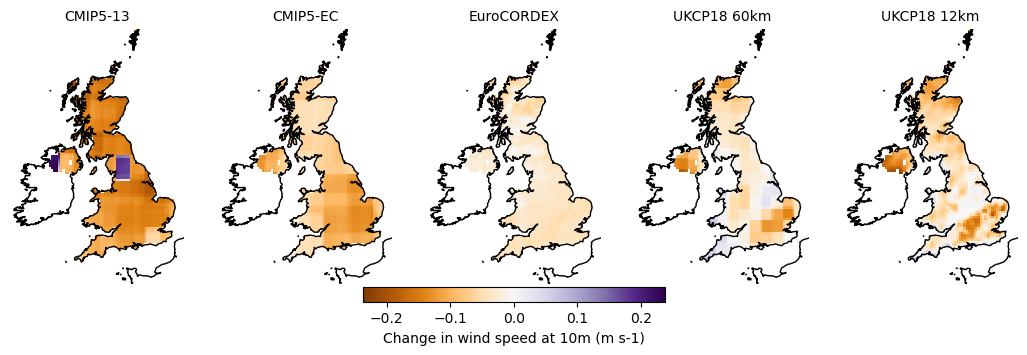 CMIP5-13 CMIP5-EC EuroCORDEX UKCP18 60km UKCP18 12km
−0.2 −0.1 0.0 0.1 0.2
Change in wind speed at 10m (m s-1)